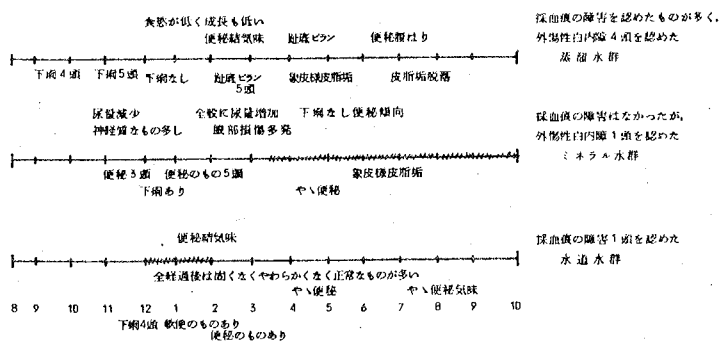 食慾が低く成長も低い
便秘結気味 趾底ビラン 便秘腹はり
採血痕の障害を認めたものが多く,
外傷性白内障4頭を認めた
蒸溜水群
下痢4頭 下痢5頭 下痢なし 趾底ビラン 象皮様皮脂垢 皮脂垢脱落
5頭
尿量減少 全般に尿量増加 下痢なし便秘傾向
神経質なもの多し 眼部損傷多発
採血痕の障害はなかったが,
外傷性白内障1頭を認めた
ミネラル水群
便秘3頭 便秘のもの5頭 象皮様皮脂垢
下痢あり やゝ便秘
便秘結気味
採血痕の障害1頭を認めた
水道水群
全経過後は固くなくやわらかくなく正常なものが多い
やゝ便秘 やゝ便秘気味
8 9 10 11 12 1 2 3 4 5 6 7 8 9 10
下痢4頭 軟便のものあり
便秘のものあり